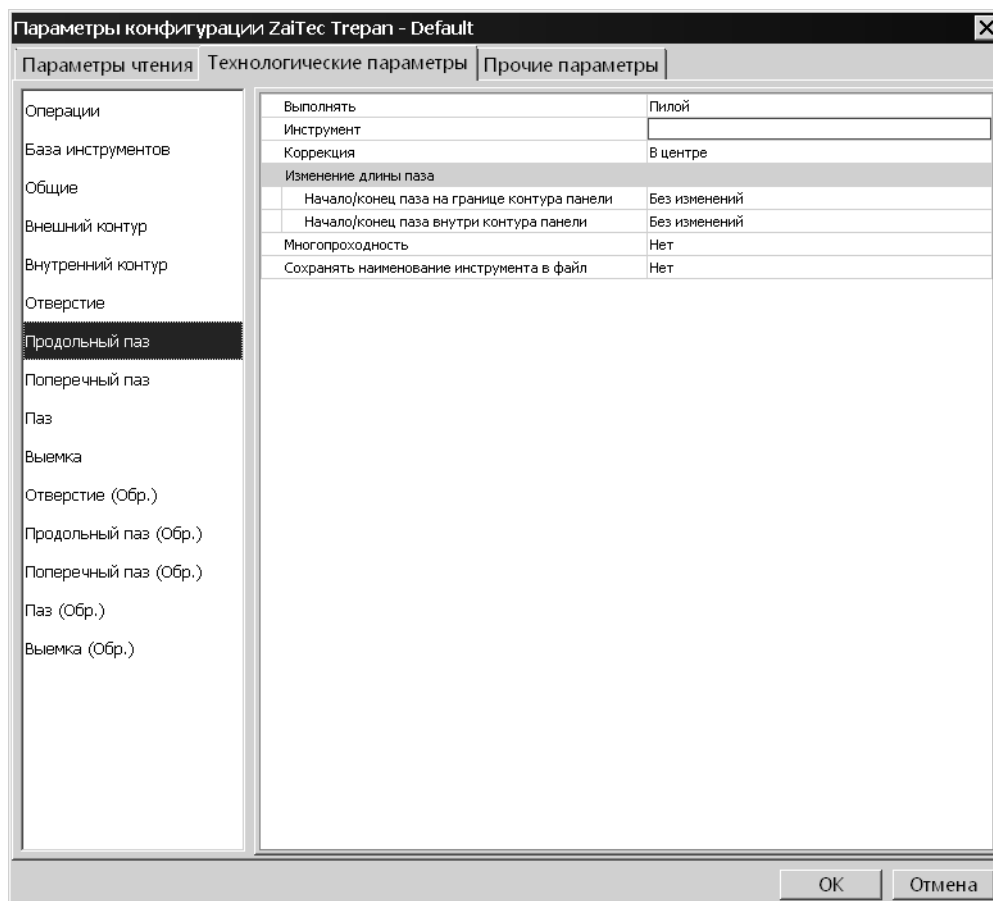 Параметры конфигурации ZaiTec Trepan - Default
Параметры чтения Технологические параметры Прочие параметры
Операции
База инструментов
Общие
Внешний контур
Внутренний контур
Отверстие
Продольный паз
Поперечный паз
Паз
Выемка
Отверстие (Обр.)
Продольный паз (Обр.)
Поперечный паз (Обр.)
Паз (Обр.)
Выемка (Обр.)
Выполнять Пилой
Инструмент
Коррекция В центре
Изменение длины паза
Начало/конец паза на границе контура панели Без изменений
Начало/конец паза внутри контура панели Без изменений
Многопроходность Нет
Сохранять наименование инструмента в файл Нет
OK Отмена